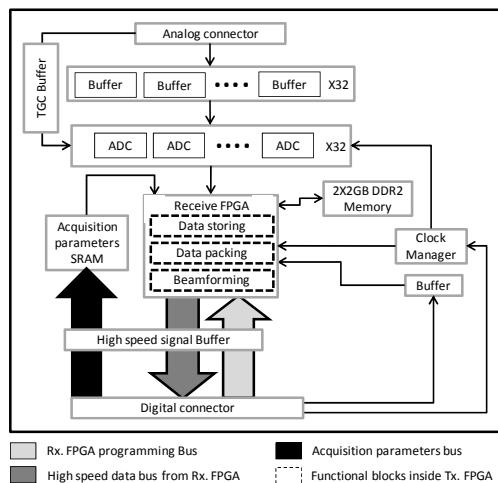 Analog connector
TGC Buffer
Buffer Buffer •••• Buffer X32
ADC ADC •••• ADC X32
Receive FPGA
Data storing
Data packing
Beamforming
2X2GB DDR2
Memory
Acquisition
parameters
SRAM
Clock
Manager
Buffer
High speed signal Buffer
Digital connector
Rx. FPGA programming Bus
Acquisition parameters bus
High speed data bus from Rx. FPGA
Functional blocks inside Tx. FPGA